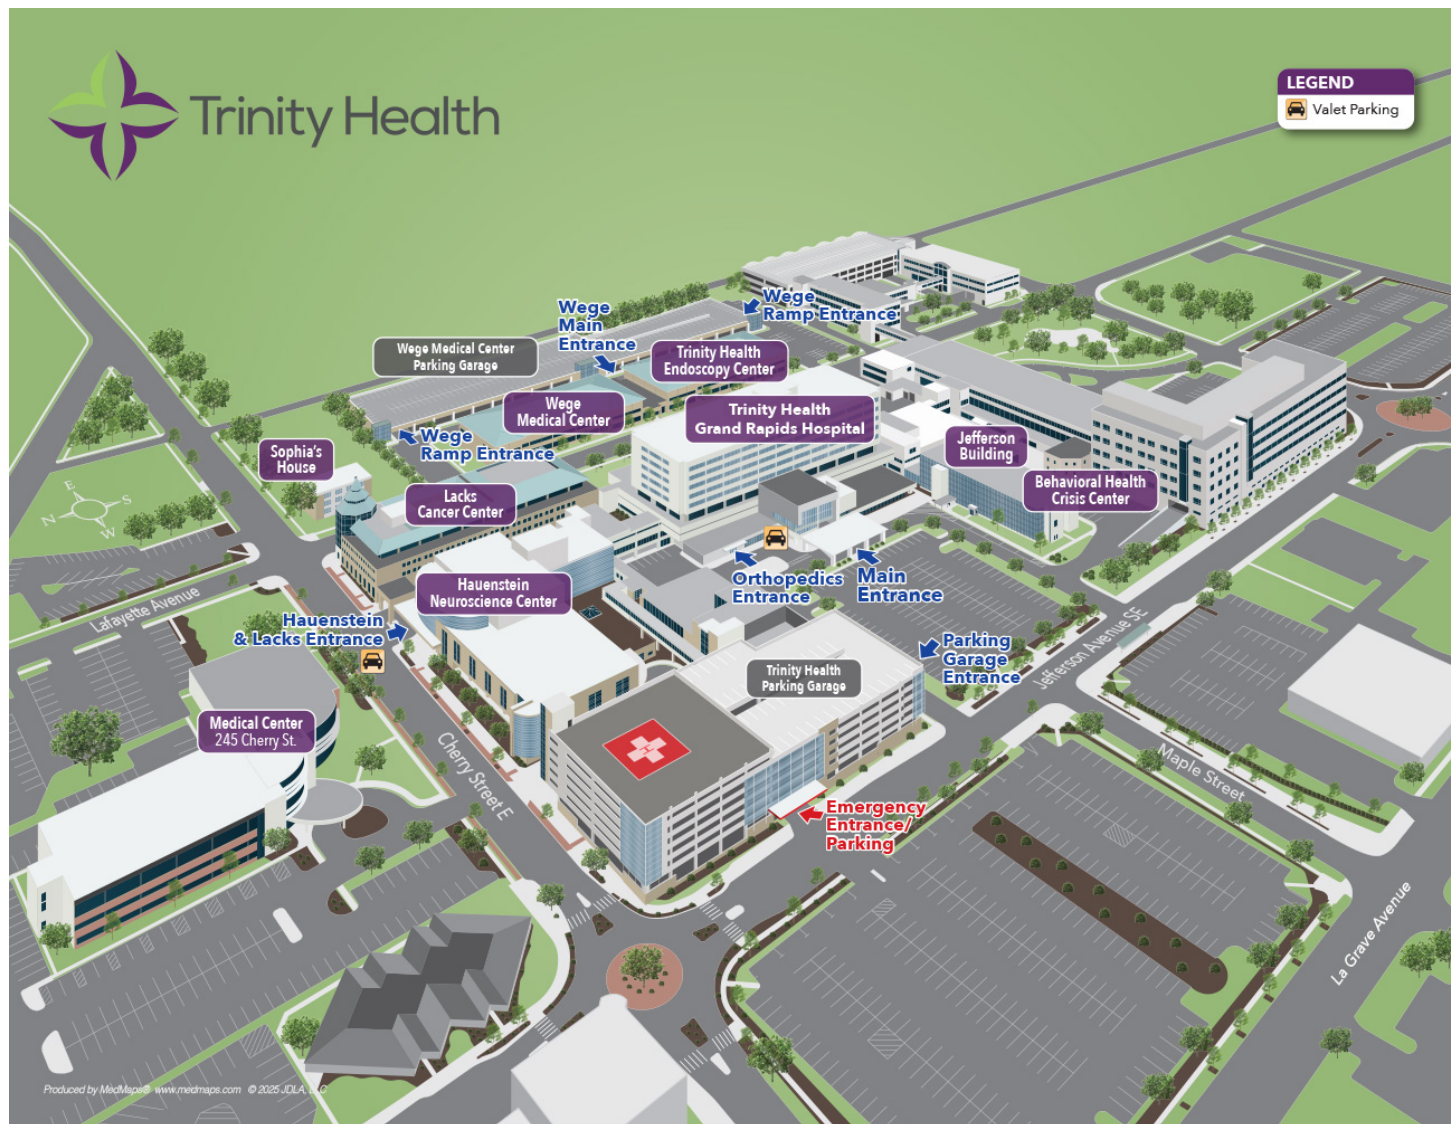 Trinity Health
LEGEND
Valet Parking
Wege
Ramp Entrance
Wege
Main
Entrance
Wege Medical Center
Parking Garage
Trinity Health
Endoscopy Center
Wege
Medical Center
Trinity Health
Grand Rapids Hospital
Wege
Ramp Entrance
Jefferson
Building
Sophia's
House
Behavioral Health
Crisis Center
Lacks
Cancer Center
E
S
N
W
Hauenstein
Neuroscience Center
Orthopedics
Entrance
Main
Entrance
Lafayette Avenue
Hauenstein
& Lacks Entrance
Jefferson Avenue SE
Parking
Garage
Entrance
Trinity Health
Parking Garage
Medical Center
245 Cherry St.
Cherry Street E
Maple Street
Emergency
Entrance/
Parking
La Grave Avenue
Produced by MedMaps® www.medmaps.com © 2025 JDLA, LLC